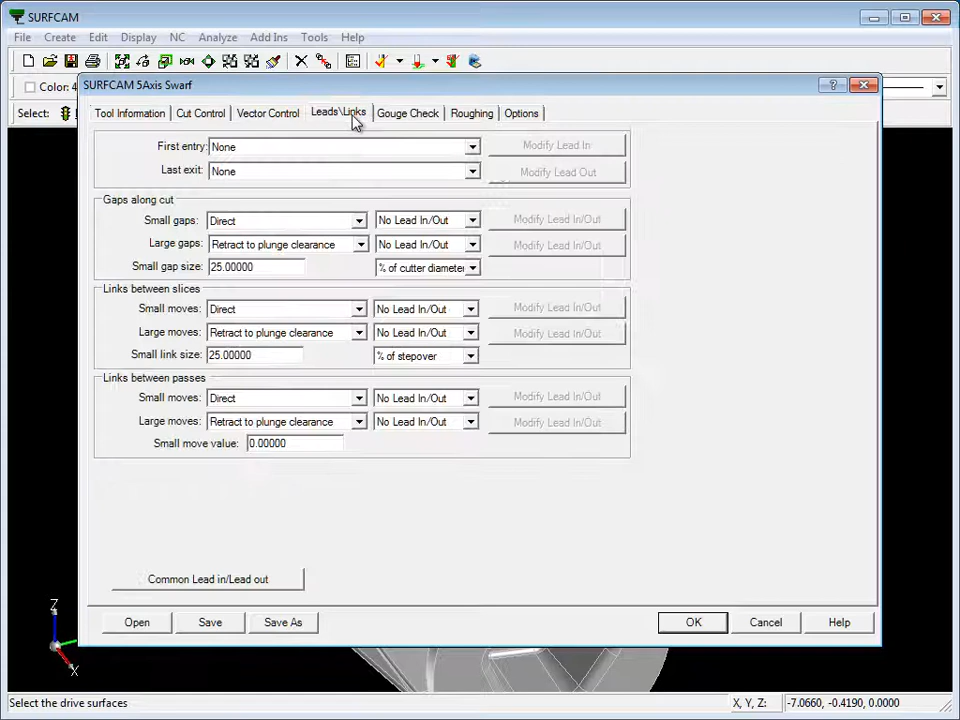 SURFCAM
File Create Edit Display NC Analyze Add Ins Tools Help
Color: 4
Select:
SURFCAM 5Axis Swarf
Tool Information Cut Control Vector Control Leads\Links Gouge Check Roughing Options
First entry: None Modify Lead In
Last exit: None Modify Lead Out
Gaps along cut
Small gaps: Direct No Lead In/Out Modify Lead In/Out
Large gaps: Retract to plunge clearance No Lead In/Out Modify Lead In/Out
Small gap size: 25.00000 % of cutter diameter
Links between slices
Small moves: Direct No Lead In/Out Modify Lead In/Out
Large moves: Retract to plunge clearance No Lead In/Out Modify Lead In/Out
Small link size: 25.00000 % of stepover
Links between passes
Small moves: Direct No Lead In/Out Modify Lead In/Out
Large moves: Retract to plunge clearance No Lead In/Out Modify Lead In/Out
Small move value: 0.00000
Common Lead in/Lead out
Open Save Save As OK Cancel Help
Z
X
Select the drive surfaces X, Y, Z: -7.0660, -0.4190, 0.0000